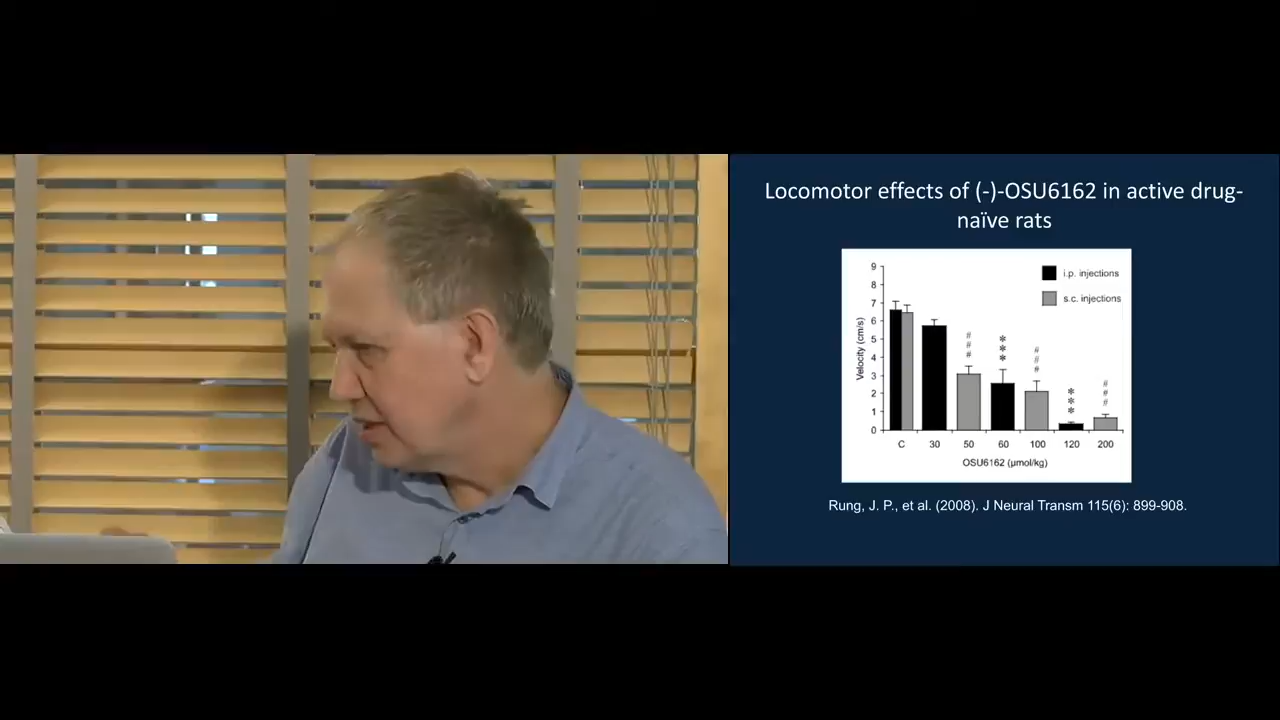 Locomotor effects of (-)-OSU6162 in active drug-
naïve rats
9
8
7
6
5
4
3
2
1
0
Velocity (cm/s)
i.p. injections
s.c. injections
###
***
###
***
###
C 30 50 60 100 120 200
OSU6162 (µmol/kg)
Rung, J. P., et al. (2008). J Neural Transm 115(6): 899-908.